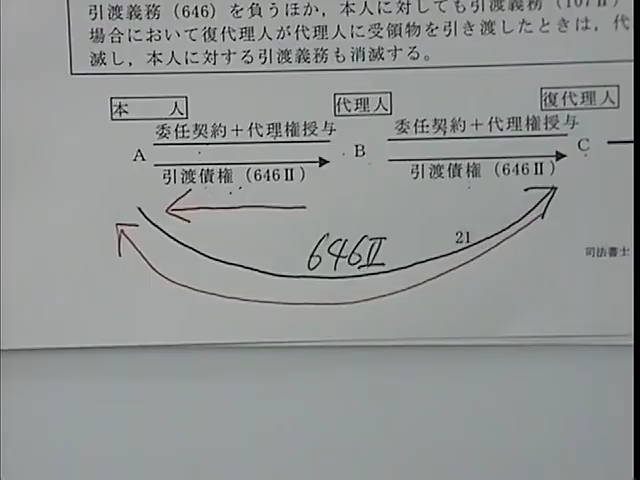 引渡義務（646）を負うほか，本人に対しても引渡義務（107Ⅱ）
場合において復代理人が代理人に受領物を引き渡したときは，代
滅し，本人に対する引渡義務も消滅する。
本　人
代理人
復代理人
委任契約＋代理権授与
委任契約＋代理権授与
A
B
C
引渡債権（646Ⅱ）
引渡債権（646Ⅱ）
646Ⅱ
21
司法書士